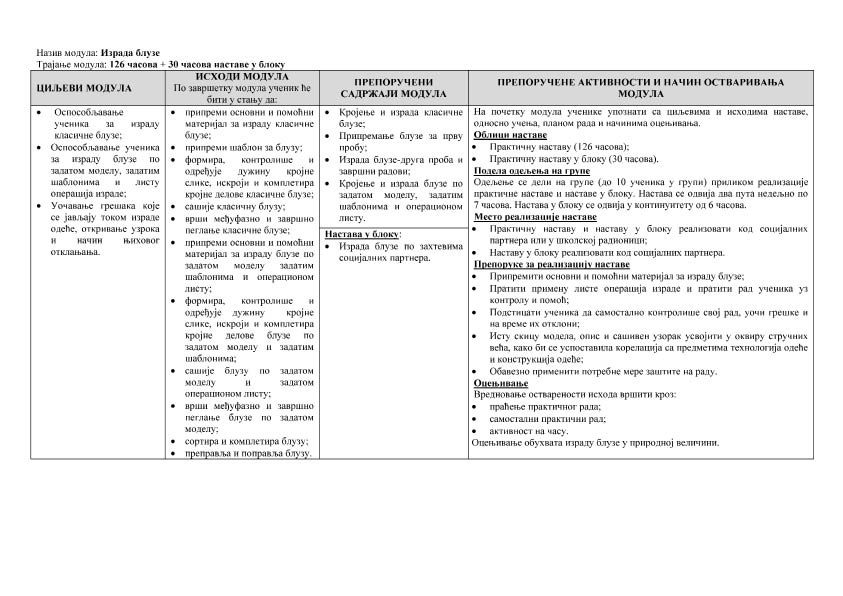 Назив модула: Израда блузе
Трајање модула: 126 часова + 30 часова наставе у блоку
ЦИЉЕВИ МОДУЛА
ИСХОДИ МОДУЛА
По завршетку модула ученик ће
бити у стању да:
ПРЕПОРУЧЕНИ
САДРЖАЈИ МОДУЛА
ПРЕПОРУЧЕНЕ АКТИВНОСТИ И НАЧИН ОСТВАРИВАЊА
МОДУЛА
• Оспособљавање
ученика за израду
класичне блузе;
• Оспособљавање ученика
за израду блузе по
задатом моделу, задатим
шаблонима и листу
операција израде;
• Уочавање грешака које
се јављају током израде
одеће, откривање узрока
и начин њиховог
отклањања.
• припреми основни и помоћни
материјал за израду класичне
блузе;
• припреми шаблон за блузу;
• формира, контролише и
одређује дужину кројне
слике, искроји и комплетира
кројне делове класичне блузе;
• сашије класичну блузу;
• врши међуфазно и завршно
пеглање класичне блузе;
• припреми основни и помоћни
материјал за израду блузе по
задатом моделу задатим
шаблонима и операционом
листу;
• формира, контролише и
одређује дужину кројне
слике, искроји и комплетира
кројне делове блузе по
задатом моделу и задатим
шаблонима;
• сашије блузу по задатом
моделу и задатом
операционом листу;
• врши међуфазно и завршно
пеглање блузе по задатом
моделу;
• сортира и комплетира блузу;
• преправља и поправља блузу.
• Кројење и израда класичне
блузе;
• Припремање блузе за прву
пробу;
• Израда блузе-друга проба и
завршни радови;
• Кројење и израда блузе по
задатом моделу, задатим
шаблонима и операционом
листу.
Настава у блоку:
• Израда блузе по захтевима
социјалних партнера.
На почетку модула ученике упознати са циљевима и исходима наставе,
односно учења, планом рада и начинима оцењивања.
Облици наставе
• Практичну наставу (126 часова);
• Практичну наставу у блоку (30 часова).
Подела одељења на групе
Одељење се дели на групе (до 10 ученика у групи) приликом реализације
практичне наставе и наставе у блоку. Настава се одвија два пута недељно по
7 часова. Настава у блоку се одвија у континуитету од 6 часова.
Место реализације наставе
• Практичну наставу и наставу у блоку реализовати код социјалних
партнера или у школској радионици;
• Наставу у блоку реализовати код социјалних партнера.
Препоруке за реализацију наставе
• Припремити основни и помоћни материјал за израду блузе;
• Пратити примену листе операција израде и пратити рад ученика уз
контролу и помоћ;
• Подстицати ученика да самостално контролише свој рад, уочи грешке и
на време их отклони;
• Исту скицу модела, опис и сашивен узорак усвојити у оквиру стручних
већа, како би се успоставила корелација са предметима технологија одеће
и конструкција одеће;
• Обавезно применити потребне мере заштите на раду.
Оцењивање
Вредновање остварености исхода вршити кроз:
• праћење практичног рада;
• самостални практични рад;
• активност на часу.
Оцењивање обухвата израду блузе у природној величини.